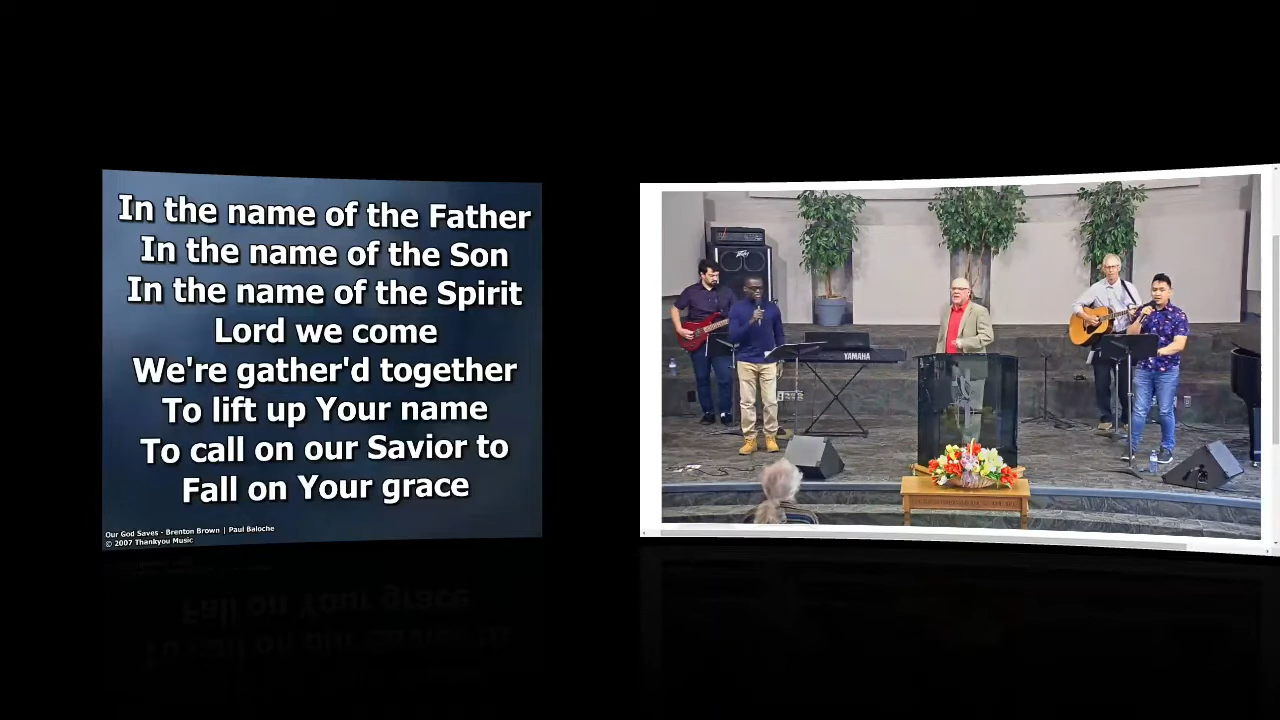 In the name of the Father
In the name of the Son
In the name of the Spirit
Lord we come
We're gather'd together
To lift up Your name
To call on our Savior to
Fall on Your grace
Our God Saves - Brenton Brown | Paul Baloche
© 2007 Thankyou Music
PEAVEY
YAMAHA